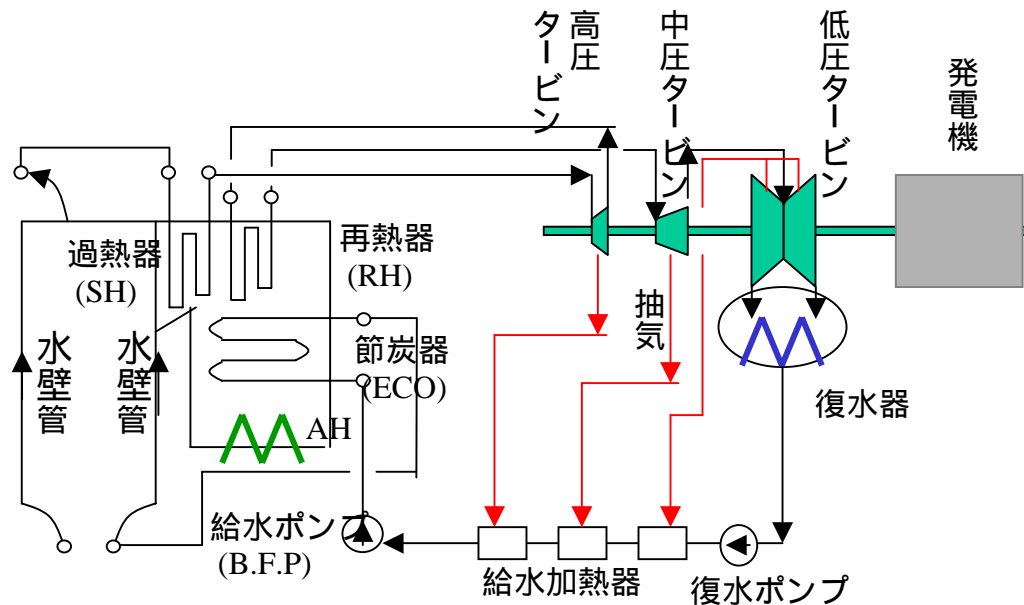 高圧
タービン
中圧タービン
低圧タービン
発電機
過熱器
(SH)
再熱器
(RH)
抽気
水壁管
水壁管
節炭器
(ECO)
AH
復水器
給水ポンプ
(B.F.P)
給水加熱器
復水ポンプ